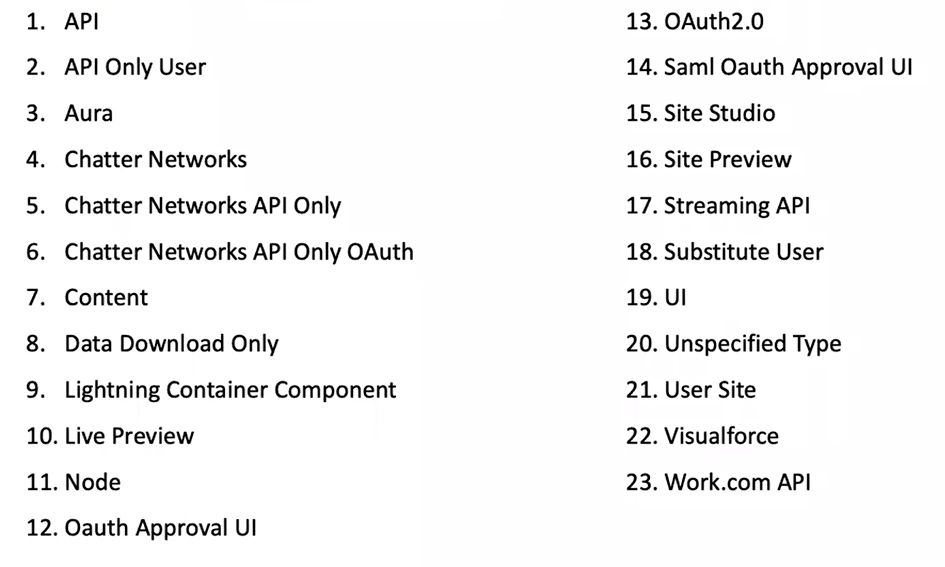 1. API
2. API Only User
3. Aura
4. Chatter Networks
5. Chatter Networks API Only
6. Chatter Networks API Only OAuth
7. Content
8. Data Download Only
9. Lightning Container Component
10. Live Preview
11. Node
12. Oauth Approval UI
13. OAuth2.0
14. Saml Oauth Approval UI
15. Site Studio
16. Site Preview
17. Streaming API
18. Substitute User
19. UI
20. Unspecified Type
21. User Site
22. Visualforce
23. Work.com API